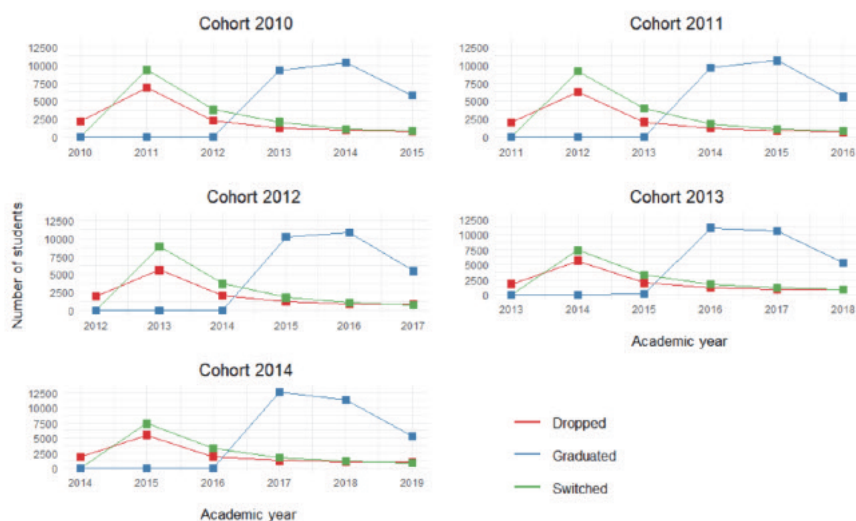 Cohort 2010
12500
10000
7500
5000
2500
0
2010 2011 2012 2013 2014 2015
Cohort 2011
12500
10000
7500
5000
2500
0
2011 2012 2013 2014 2015 2016
Number of students
Cohort 2012
12500
10000
7500
5000
2500
0
2012 2013 2014 2015 2016 2017
Cohort 2013
12500
10000
7500
5000
2500
0
2013 2014 2015 2016 2017 2018
Academic year
Cohort 2014
12500
10000
7500
5000
2500
0
2014 2015 2016 2017 2018 2019
Academic year
Dropped
Graduated
Switched